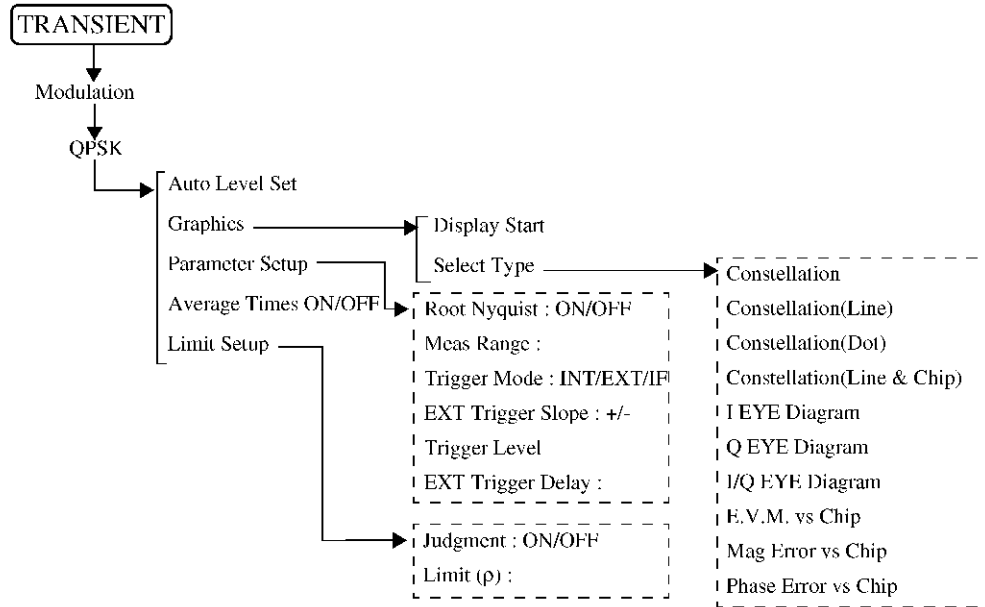 TRANSIENT
Modulation
QPSK
Auto Level Set
Graphics
Parameter Setup
Average Times ON/OFF
Limit Setup
Display Start
Select Type
Root Nyquist : ON/OFF
Meas Range :
Trigger Mode : INT/EXT/IF
EXT Trigger Slope : +/-
Trigger Level
EXT Trigger Delay :
Judgment : ON/OFF
Limit (ρ) :
Constellation
Constellation(Line)
Constellation(Dot)
Constellation(Line & Chip)
I EYE Diagram
Q EYE Diagram
I/Q EYE Diagram
E.V.M. vs Chip
Mag Error vs Chip
Phase Error vs Chip